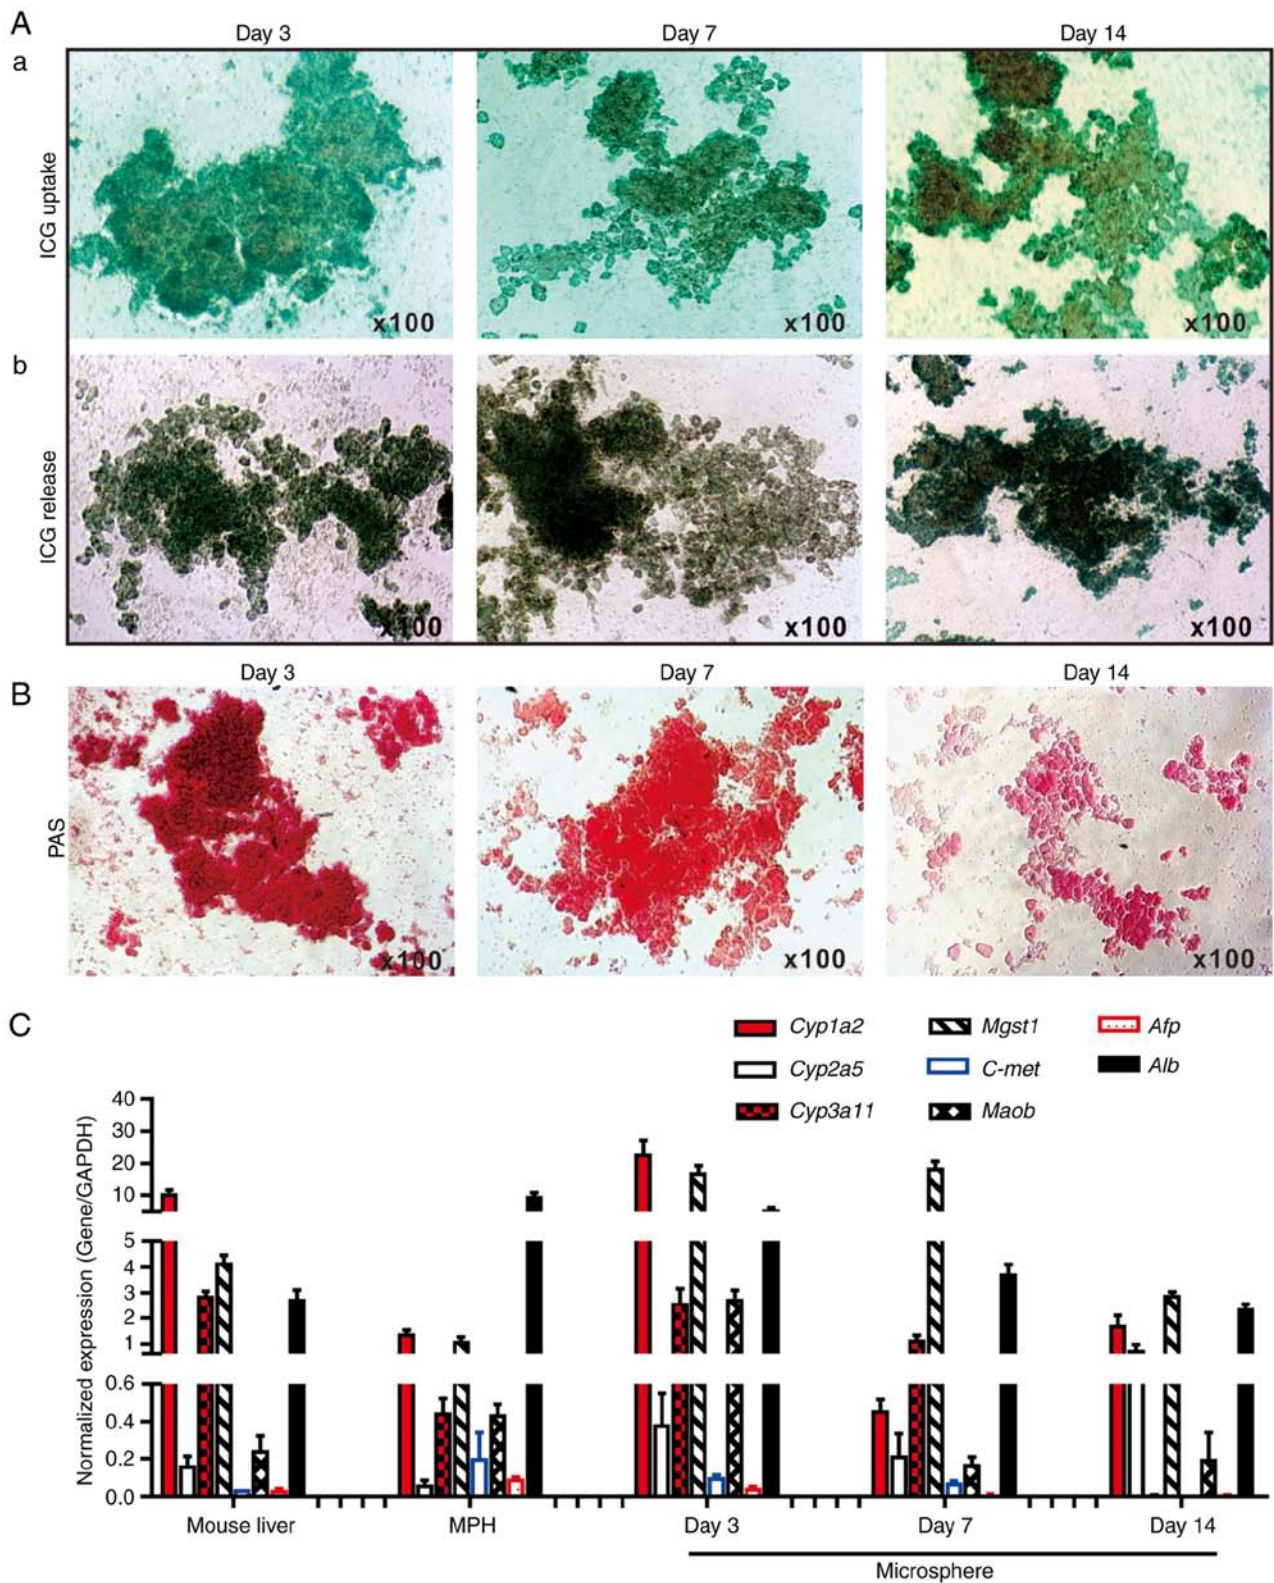 A
Day 3 Day 7 Day 14
a
ICG uptake
x100 x100 x100
b
ICG release
x100 x100 x100
Day 3 Day 7 Day 14
B
PAS
x100 x100 x100
C
Cyp1a2 Mgst1 Afp
Cyp2a5 C-met Alb
Cyp3a11 Maob
Normalized expression (Gene/GAPDH)
40
30
20
10
5
4
3
2
1
0.6
0.4
0.2
0.0
Mouse liver MPH Day 3 Day 7 Day 14
Microsphere